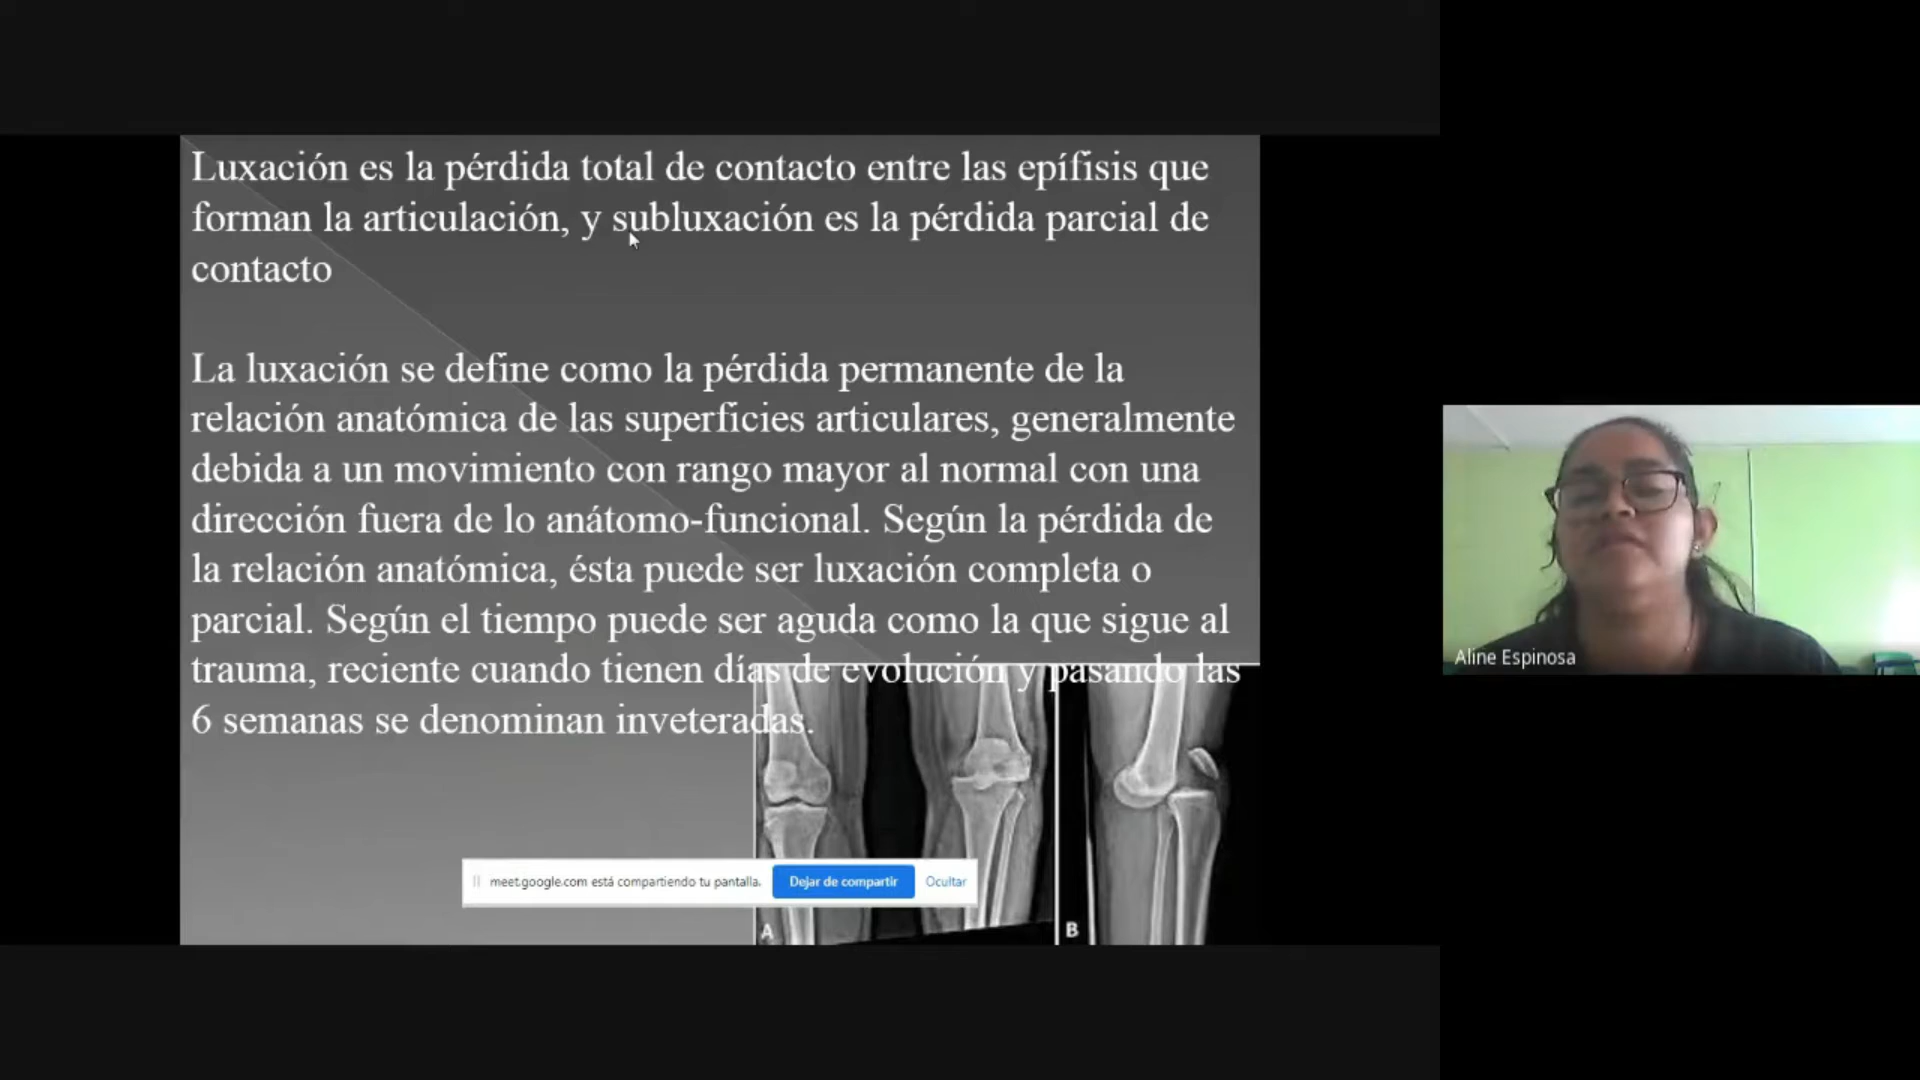 Luxación es la pérdida total de contacto entre las epífisis que
forman la articulación, y subluxación es la pérdida parcial de
contacto
La luxación se define como la pérdida permanente de la
relación anatómica de las superficies articulares, generalmente
debida a un movimiento con rango mayor al normal con una
dirección fuera de lo anátomo-funcional. Según la pérdida de
la relación anatómica, ésta puede ser luxación completa o
parcial. Según el tiempo puede ser aguda como la que sigue al
trauma, reciente cuando tienen días de evolución y pasando las
6 semanas se denominan inveteradas.
meet.google.com está compartiendo tu pantalla.
Dejar de compartir
Ocultar
A
B
Aline Espinosa